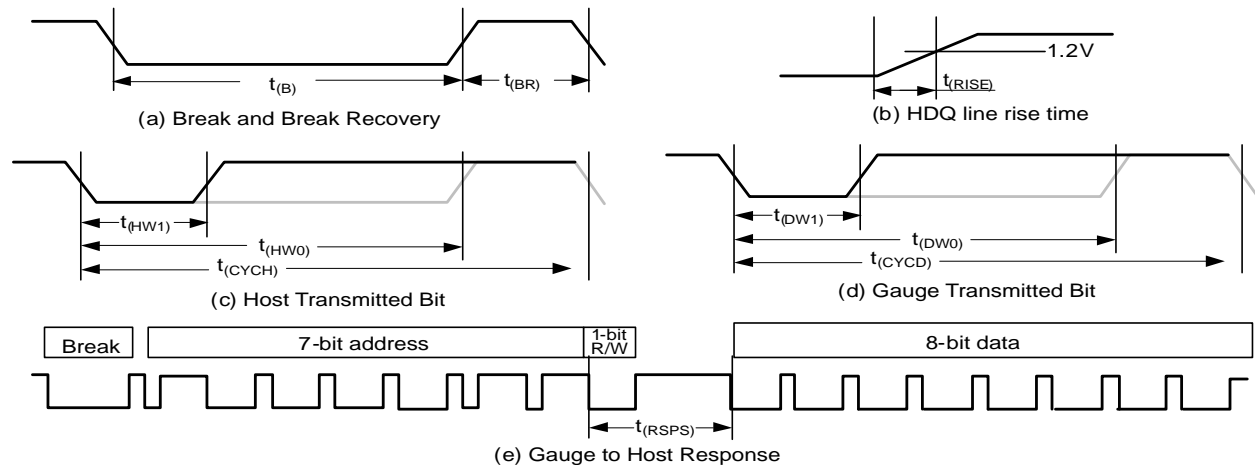 1.2V
t(B)
t(BR)
t(RISE)
(a) Break and Break Recovery
(b) HDQ line rise time
t(HW1)
t(HW0)
t(CYCH)
t(DW1)
t(DW0)
t(CYCD)
(c) Host Transmitted Bit
(d) Gauge Transmitted Bit
Break
7-bit address
1-bit
R/W
8-bit data
t(RSPS)
(e) Gauge to Host Response